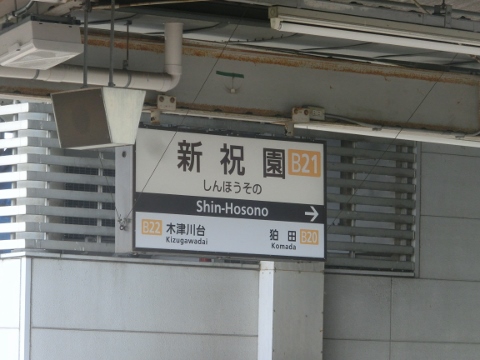 新祝園 B21
しんほうその
Shin-Hosono →
B22 木津川台 狛田 B20
Kizugawadai Komada